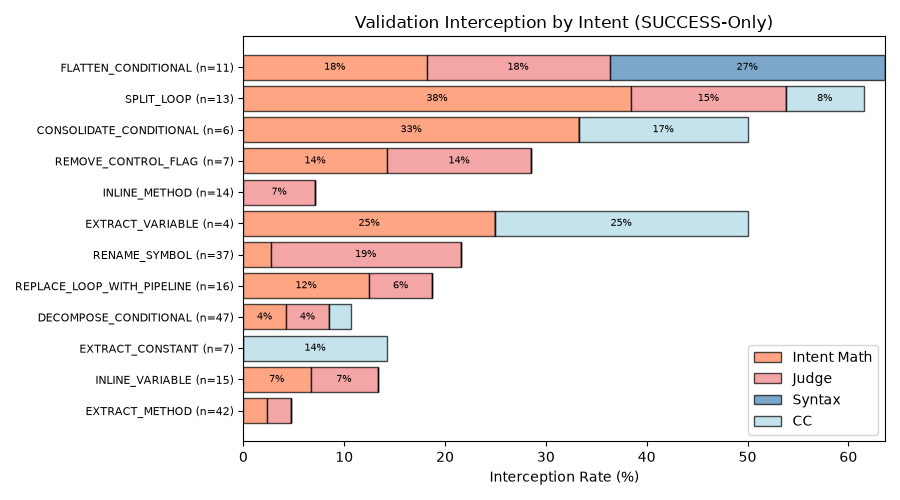 Validation Interception by Intent (SUCCESS-Only)
FLATTEN_CONDITIONAL (n=11)
18%
18%
27%
SPLIT_LOOP (n=13)
38%
15%
8%
CONSOLIDATE_CONDITIONAL (n=6)
33%
17%
REMOVE_CONTROL_FLAG (n=7)
14%
14%
INLINE_METHOD (n=14)
7%
EXTRACT_VARIABLE (n=4)
25%
25%
RENAME_SYMBOL (n=37)
19%
REPLACE_LOOP_WITH_PIPELINE (n=16)
12%
6%
DECOMPOSE_CONDITIONAL (n=47)
4%
4%
EXTRACT_CONSTANT (n=7)
14%
INLINE_VARIABLE (n=15)
7%
7%
EXTRACT_METHOD (n=42)
Intent Math
Judge
Syntax
CC
0
10
20
30
40
50
60
Interception Rate (%)